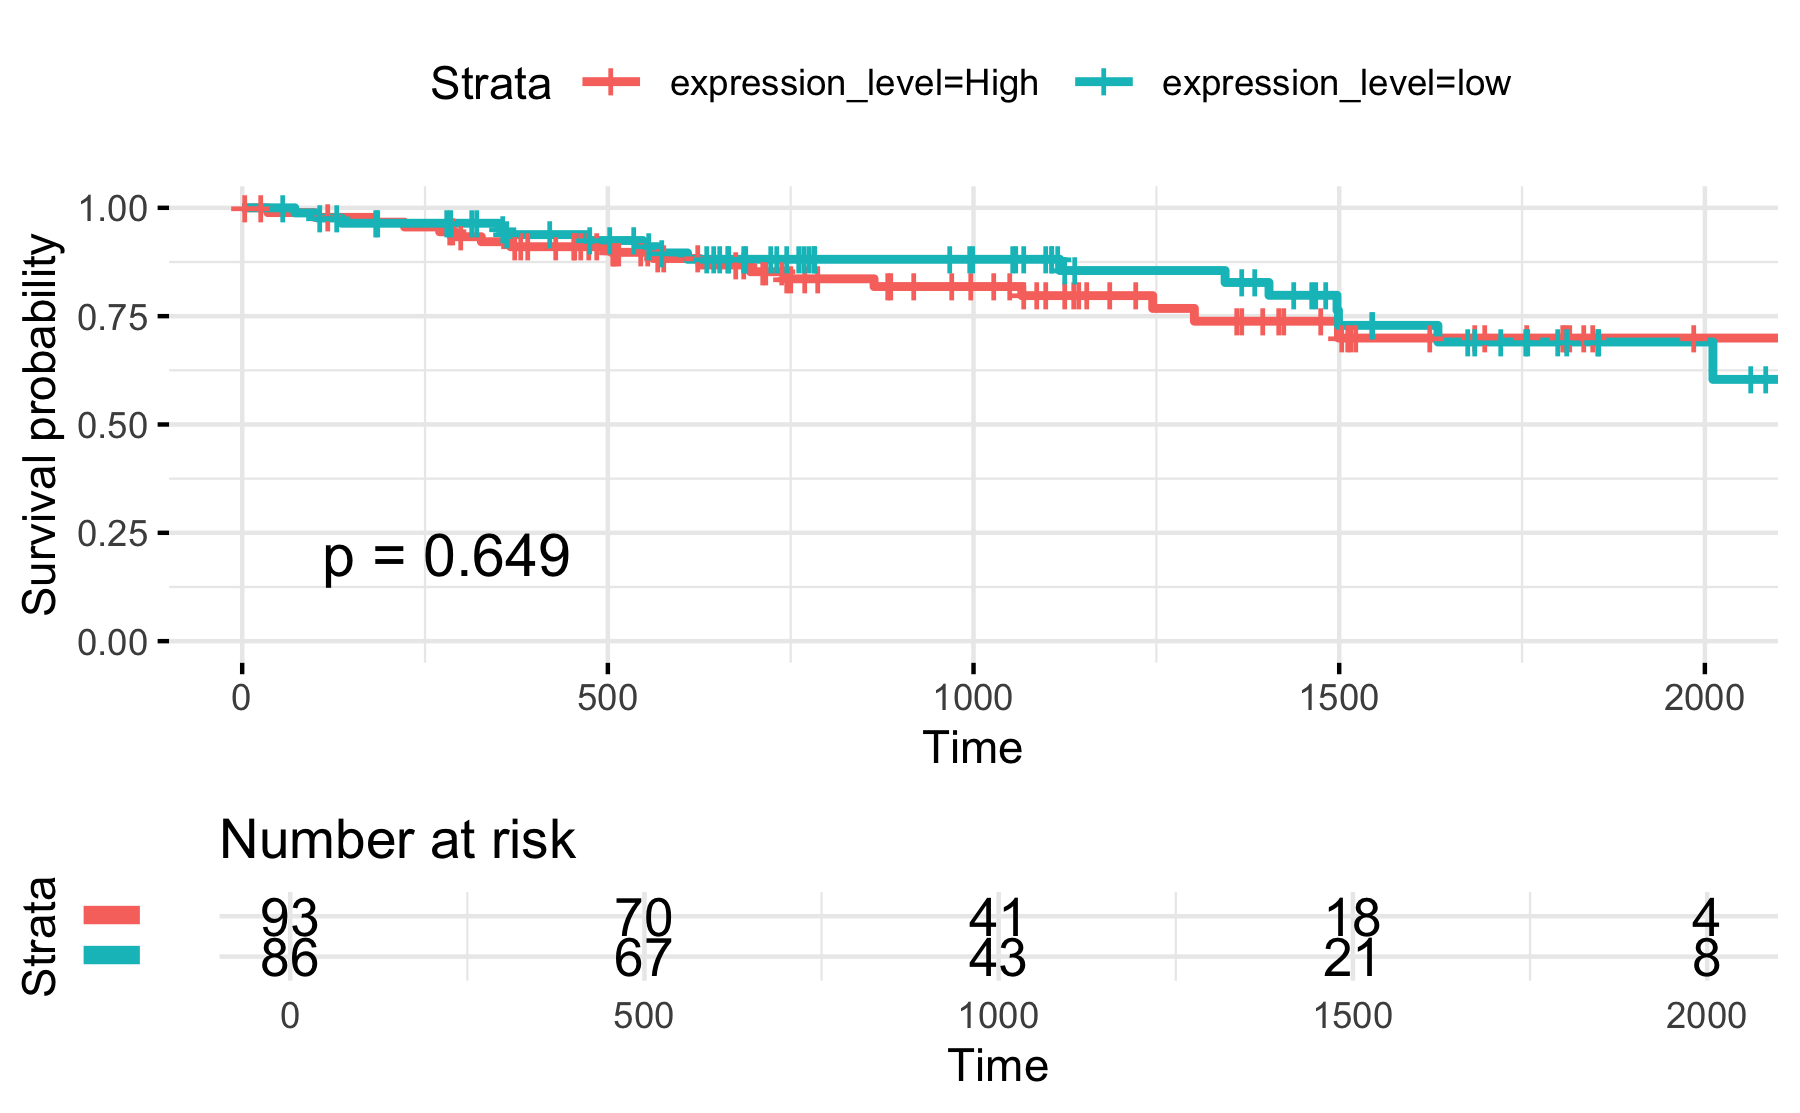 Strata expression_level=High expression_level=low
Survival probability
1.00
0.75
0.50
0.25
0.00
p = 0.649
0 500 1000 1500 2000
Time
Number at risk
Strata
93 70 41 18 4
86 67 43 21 8
0 500 1000 1500 2000
Time